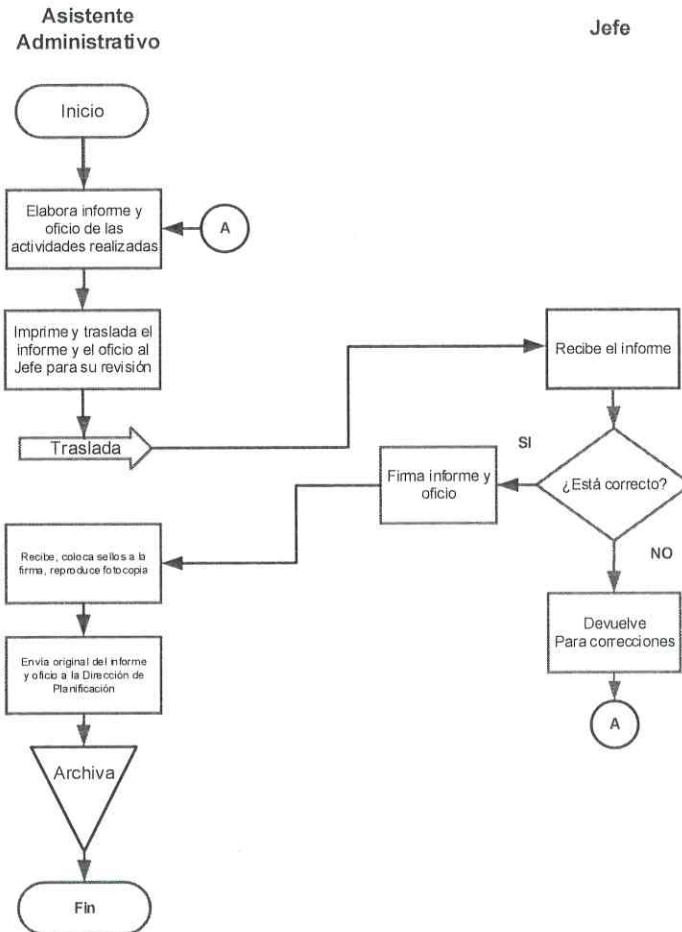 Asistente
Administrativo
Jefe
Inicio
Elabora informe y
oficio de las
actividades realizadas
A
Imprime y traslada el
informe y el oficio al
Jefe para su revisión
Recibe el informe
Traslada
SI
Firma informe y
oficio
¿Está correcto?
Recibe, coloca sellos a la
firma, reproduce fotocopia
NO
Devuelve
Para correcciones
Envía original del informe
y oficio a la Dirección de
Planificación
A
Archiva
Fin